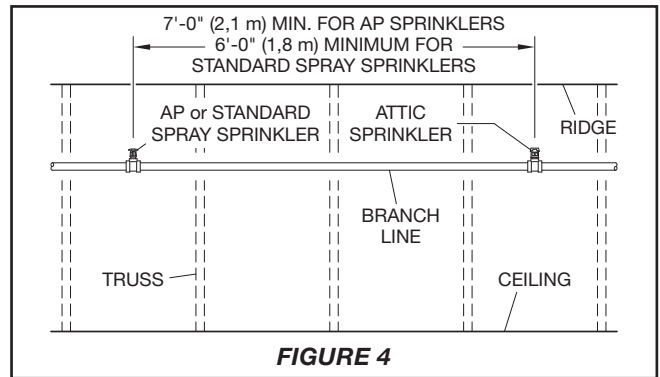 7'-0" (2,1 m) MIN. FOR AP SPRINKLERS
6'-0" (1,8 m) MINIMUM FOR
STANDARD SPRAY SPRINKLERS
AP or STANDARD
SPRAY SPRINKLER
ATTIC
SPRINKLER
RIDGE
BRANCH
LINE
TRUSS
CEILING
FIGURE 4